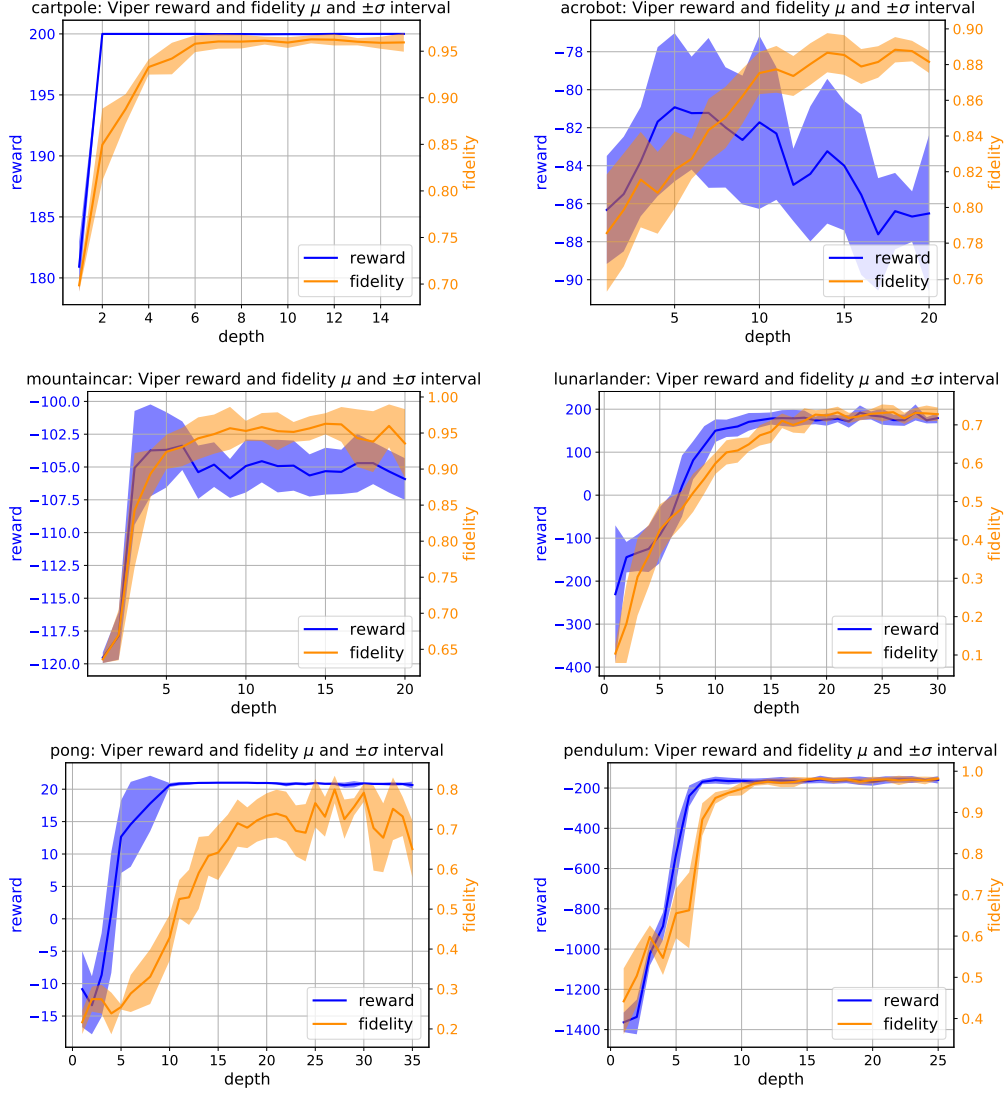 cartpole: Viper reward and fidelity μ and ±σ interval
200
195
190
185
180
reward
0.95
0.90
0.85
0.80
0.75
0.70
fidelity
reward
fidelity
2 4 6 8 10 12 14
depth
acrobot: Viper reward and fidelity μ and ±σ interval
−78
−80
−82
−84
−86
−88
−90
reward
0.90
0.88
0.86
0.84
0.82
0.80
0.78
0.76
fidelity
reward
fidelity
5 10 15 20
depth
mountaincar: Viper reward and fidelity μ and ±σ interval
−100.0
−102.5
−105.0
−107.5
−110.0
−112.5
−115.0
−117.5
−120.0
reward
1.00
0.95
0.90
0.85
0.80
0.75
0.70
0.65
fidelity
reward
fidelity
5 10 15 20
depth
lunarlander: Viper reward and fidelity μ and ±σ interval
200
100
0
−100
−200
−300
−400
reward
0.7
0.6
0.5
0.4
0.3
0.2
0.1
fidelity
reward
fidelity
0 5 10 15 20 25 30
depth
pong: Viper reward and fidelity μ and ±σ interval
20
15
10
5
0
−5
−10
−15
reward
0.8
0.7
0.6
0.5
0.4
0.3
0.2
fidelity
reward
fidelity
0 5 10 15 20 25 30 35
depth
pendulum: Viper reward and fidelity μ and ±σ interval
−200
−400
−600
−800
−1000
−1200
−1400
reward
1.0
0.9
0.8
0.7
0.6
0.5
0.4
fidelity
reward
fidelity
0 5 10 15 20 25
depth